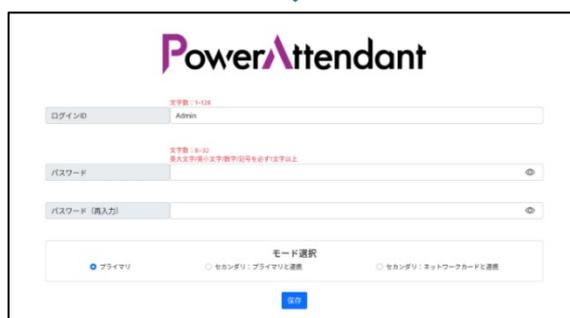 PowerAttendant
文字数：1~128
ログインID
Admin
文字数：8~32
英大文字/英小文字/数字/記号を必ず1文字以上
パスワード
パスワード（再入力）
モード選択
プライマリ
セカンダリ：プライマリと連携
セカンダリ：ネットワークカードと連携
保存